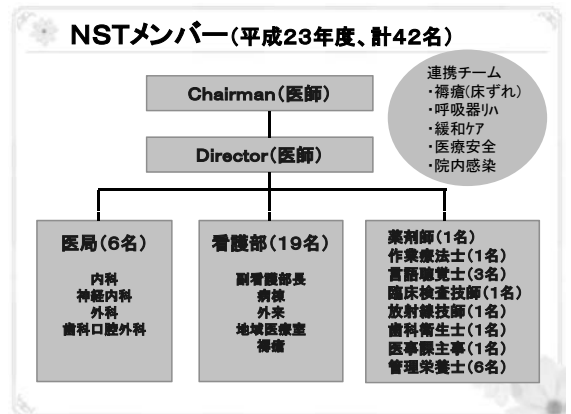 NSTメンバー(平成23年度、計42名)
連携チーム
・褥瘡(床ずれ)
・呼吸器ﾘﾊ
・緩和ｹｱ
・医療安全
・院内感染
Chairman(医師)
Director(医師)
医局(6名)
内科
神経内科
外科
歯科口腔外科
看護部(19名)
副看護部長
病棟
外来
地域医療室
褥瘡
薬剤師(1名)
作業療法士(1名)
言語聴覚士(3名)
臨床検査技師(1名)
放射線技師(1名)
歯科衛生士(1名)
医事課主事(1名)
管理栄養士(6名)